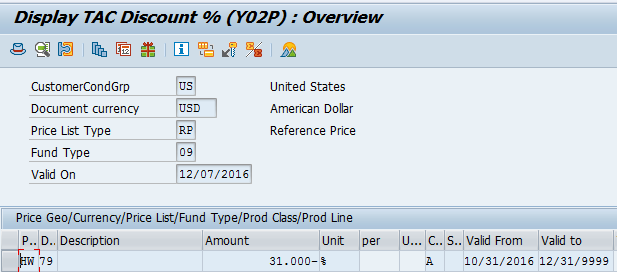 Display TAC Discount % (Y02P) : Overview
CustomerCondGrp US United States
Document currency USD American Dollar
Price List Type RP Reference Price
Fund Type 09
Valid On 12/07/2016
Price Geo/Currency/Price List/Fund Type/Prod Class/Prod Line
P.. D.. Description Amount Unit per U... C.. S.. Valid From Valid to
HW 79 31.000- % A 10/31/2016 12/31/9999